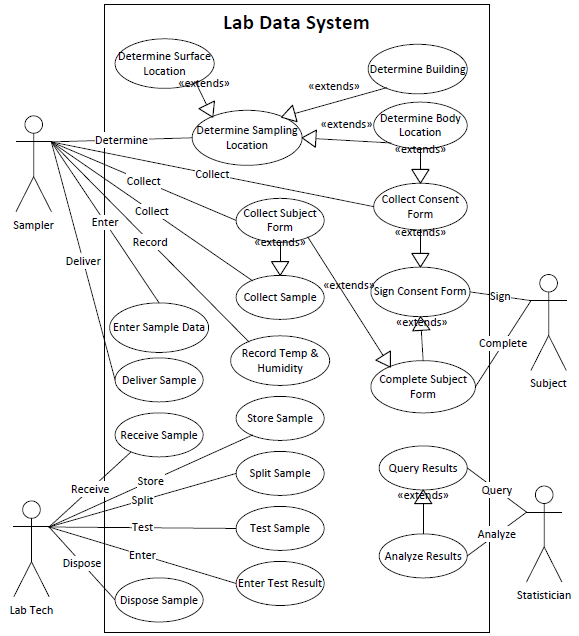 Lab Data System
Determine Surface
Location
«extends»
Determine Building
«extends»
Determine Body
Location
«extends»
«extends»
Determine Sampling
Location
Determine
Sampler
Collect
Collect
Collect
Enter
Record
Deliver
Collect Consent
Form
«extends»
Collect Subject
Form
«extends»
Collect Sample
«extends»
Sign Consent Form
«extends»
Sign
Complete
Subject
Enter Sample Data
Record Temp &
Humidity
Deliver Sample
Complete Subject
Form
Receive Sample
Store Sample
Split Sample
Test Sample
Enter Test Result
Dispose Sample
Receive
Store
Split
Test
Enter
Dispose
Lab Tech
Query Results
«extends»
Analyze Results
Query
Analyze
Statistician